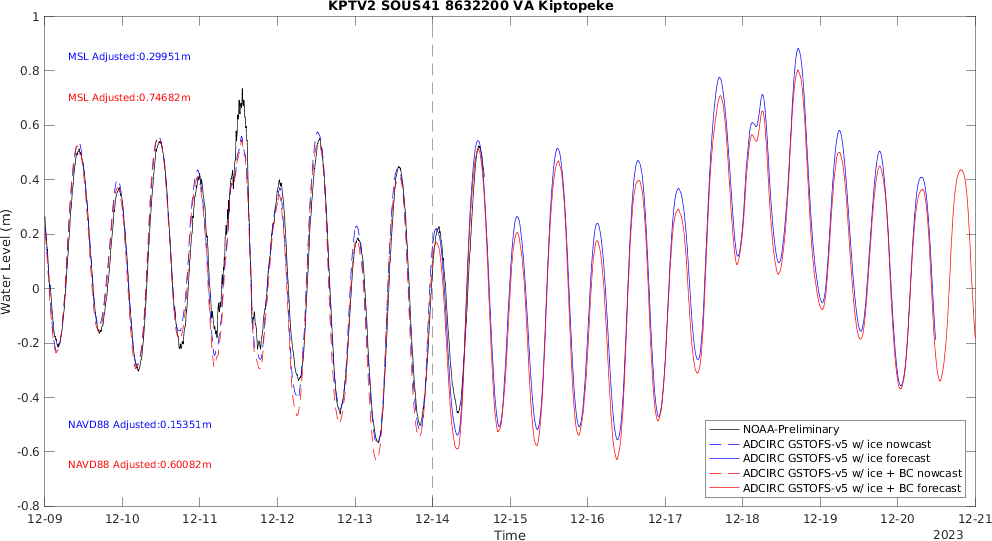 KPTV2 SOUS41 8632200 VA Kiptopeke
Water Level (m)
1
0.8
0.6
0.4
0.2
0
-0.2
-0.4
-0.6
-0.8
MSL Adjusted:0.29951m
MSL Adjusted:0.74682m
NAVD88 Adjusted:0.15351m
NAVD88 Adjusted:0.60082m
NOAA-Preliminary
ADCIRC GSTOFS-v5 w/ ice nowcast
ADCIRC GSTOFS-v5 w/ ice forecast
ADCIRC GSTOFS-v5 w/ ice + BC nowcast
ADCIRC GSTOFS-v5 w/ ice + BC forecast
12-09 12-10 12-11 12-12 12-13 12-14 12-15 12-16 12-17 12-18 12-19 12-20 12-21
Time
2023